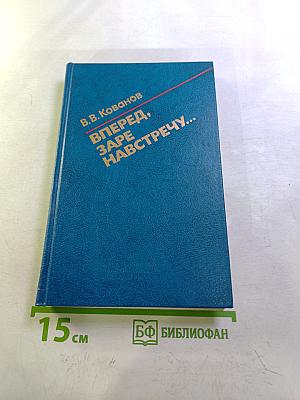 В.В. Кованов
ВПЕРЕД,
ЗАРЕ
НАВСТРЕЧУ...
15 см
БФ БИБЛИОФАН